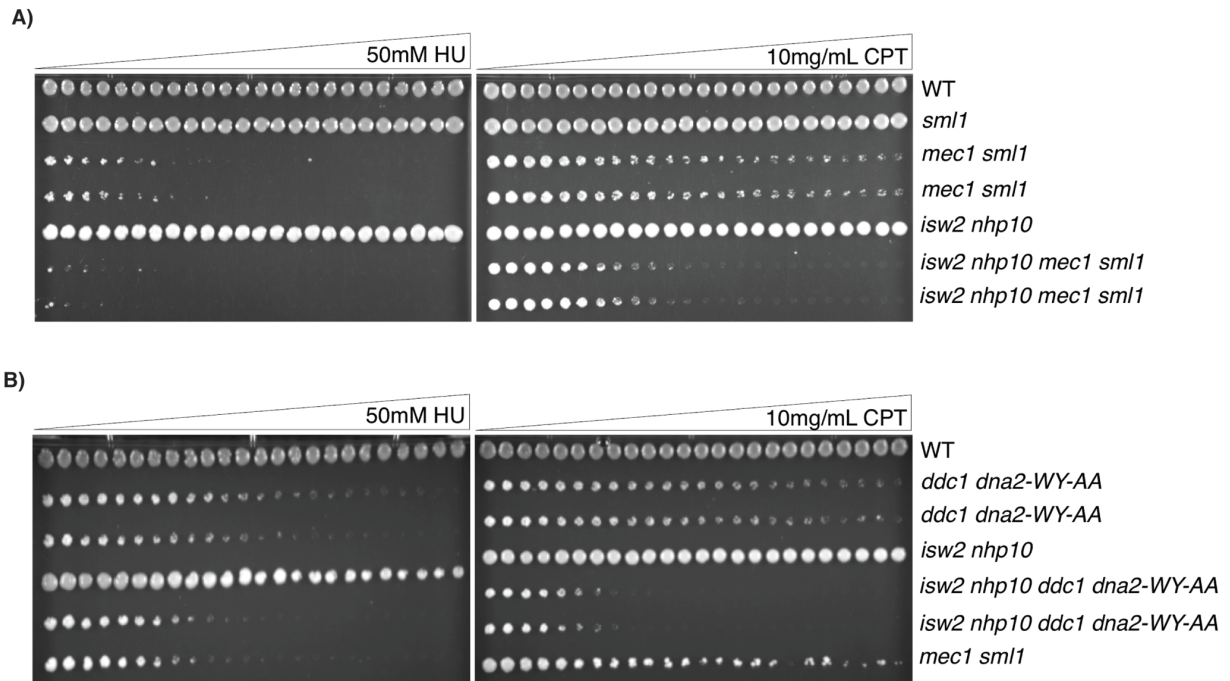 A)
50mM HU
10mg/mL CPT
WT
sml1
mec1 sml1
mec1 sml1
isw2 nhp10
isw2 nhp10 mec1 sml1
isw2 nhp10 mec1 sml1
B)
50mM HU
10mg/mL CPT
WT
ddc1 dna2-WY-AA
ddc1 dna2-WY-AA
isw2 nhp10
isw2 nhp10 ddc1 dna2-WY-AA
isw2 nhp10 ddc1 dna2-WY-AA
mec1 sml1